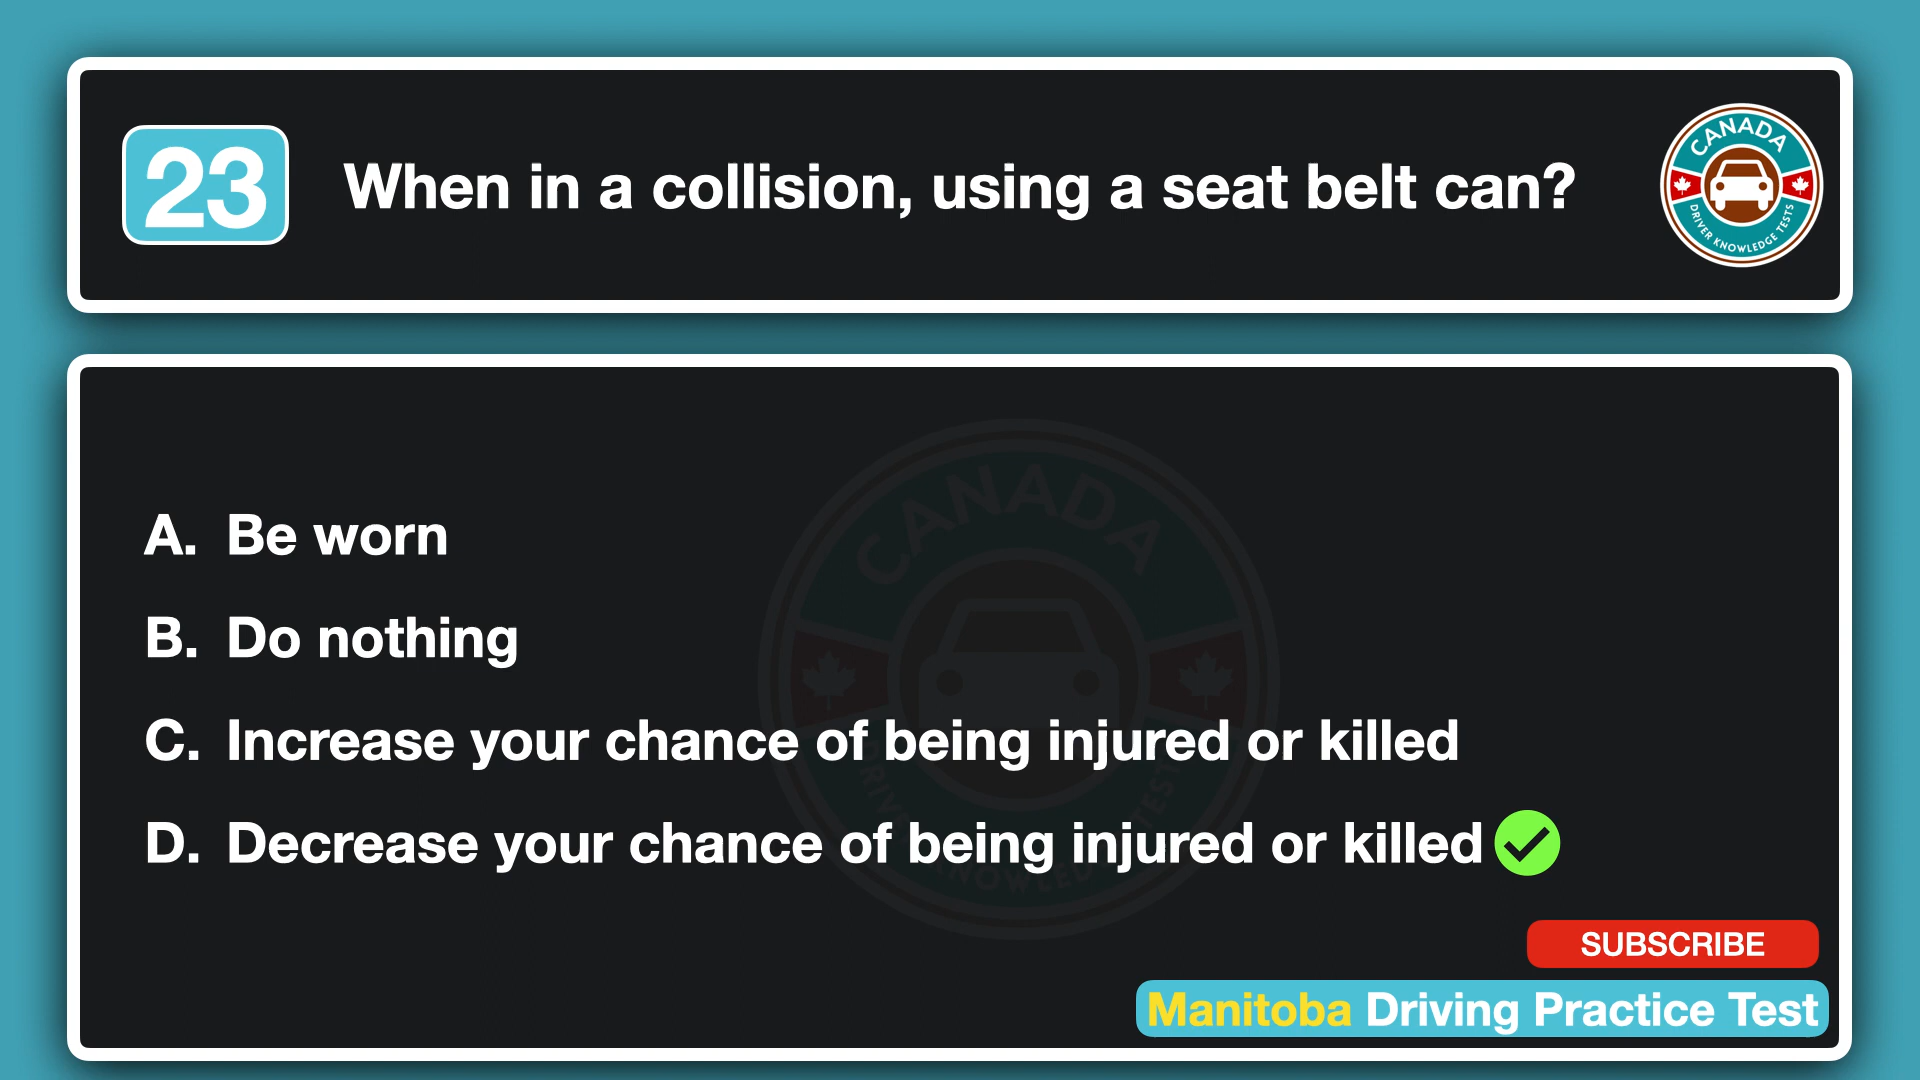 23
When in a collision, using a seat belt can?
CANADA
DRIVER KNOWLEDGE TESTS
CANADA
A. Be worn
B. Do nothing
C. Increase your chance of being injured or killed
D. Decrease your chance of being injured or killed
SUBSCRIBE
Manitoba Driving Practice Test